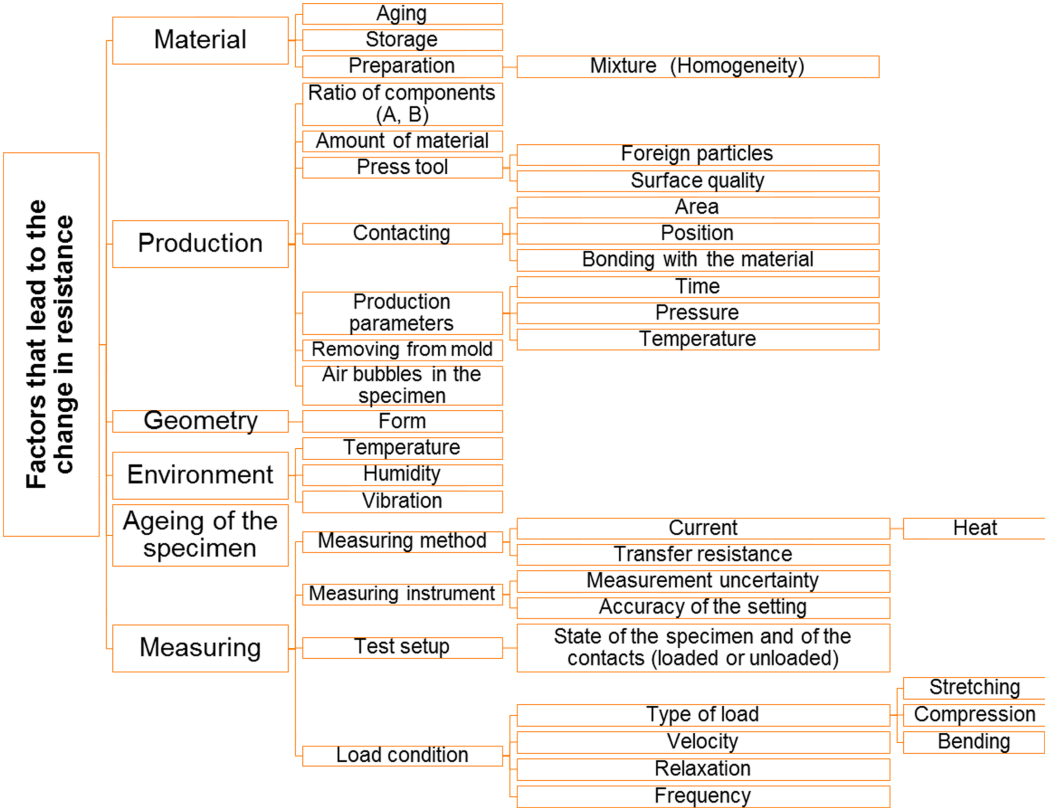 Factors that lead to the
change in resistance
Material
Aging
Storage
Preparation
Mixture (Homogeneity)
Production
Ratio of components
(A, B)
Amount of material
Press tool
Foreign particles
Surface quality
Contacting
Area
Position
Bonding with the material
Production
parameters
Time
Pressure
Temperature
Removing from mold
Air bubbles in the
specimen
Geometry
Form
Environment
Temperature
Humidity
Vibration
Ageing of the
specimen
Measuring
Measuring method
Current
Heat
Transfer resistance
Measuring instrument
Measurement uncertainty
Accuracy of the setting
Test setup
State of the specimen and of the
contacts (loaded or unloaded)
Load condition
Type of load
Stretching
Compression
Bending
Velocity
Relaxation
Frequency